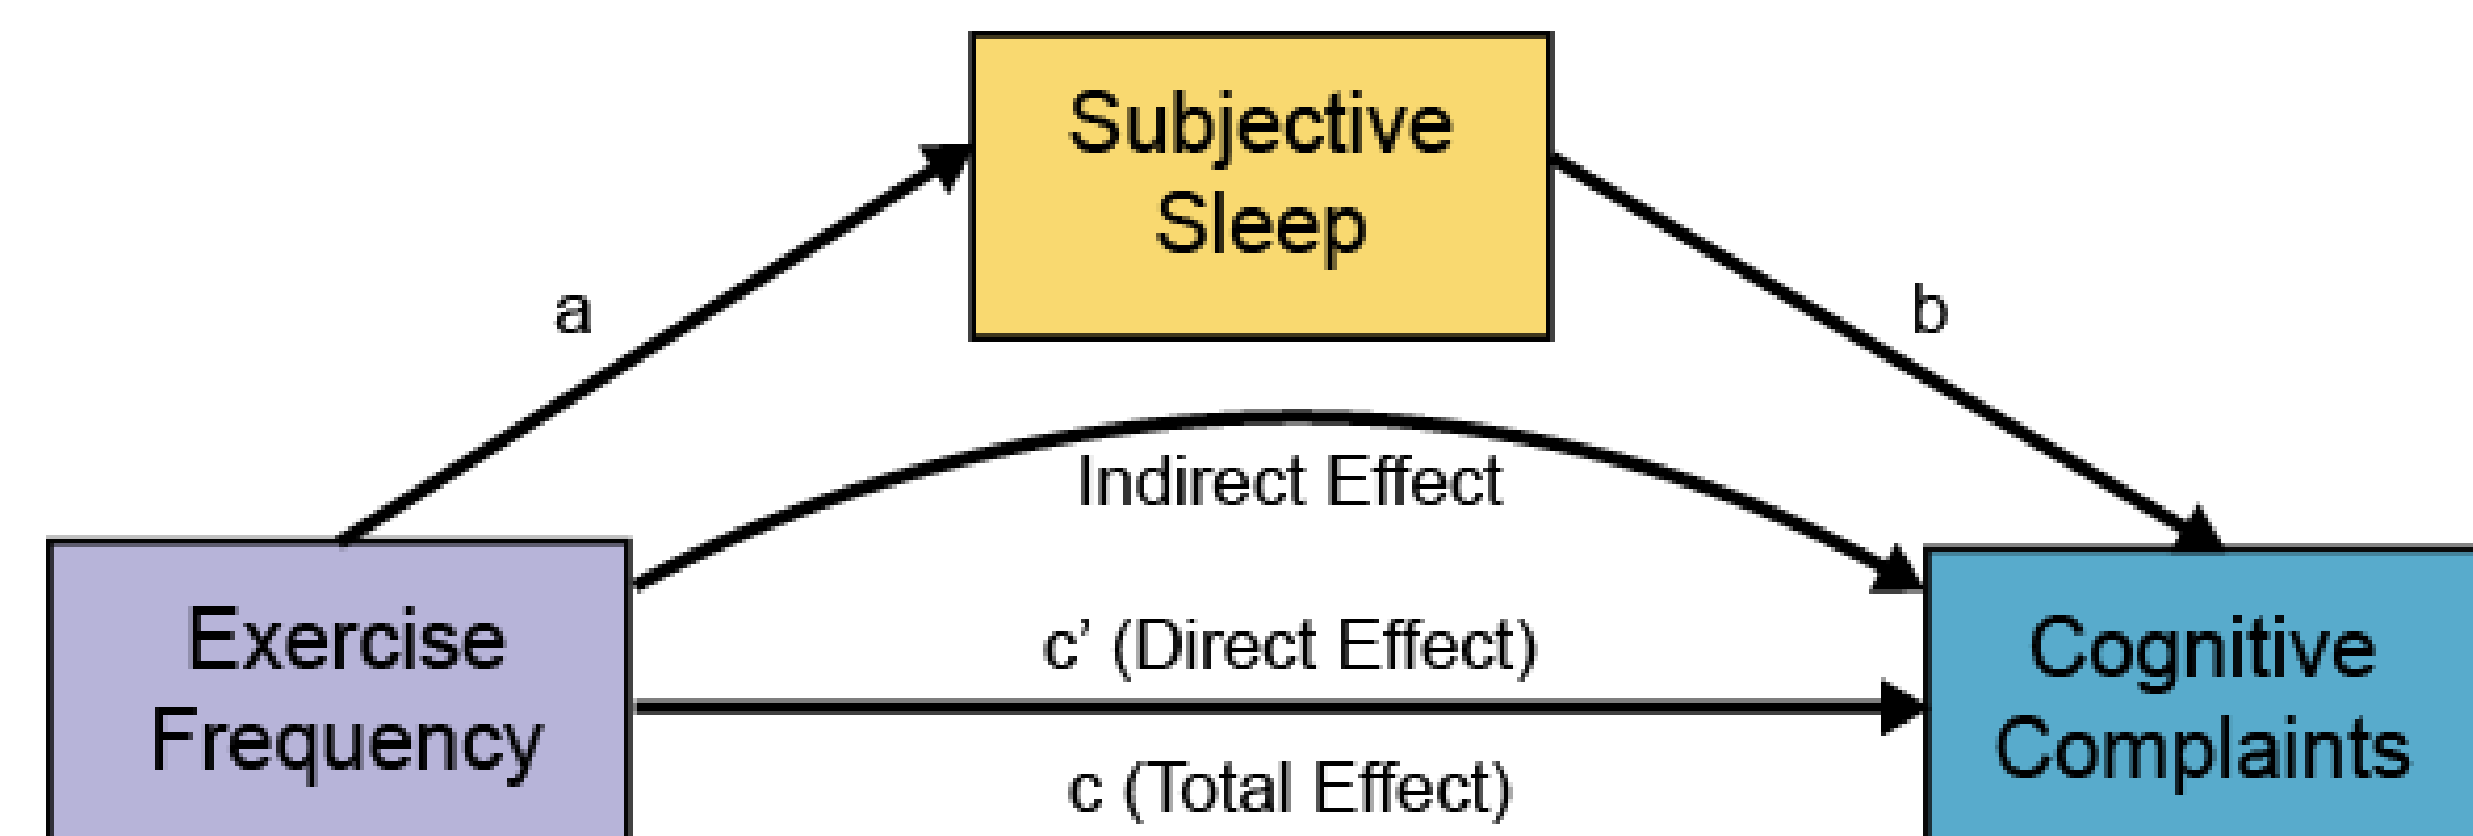 Subjective
Sleep
a
b
Indirect Effect
c’ (Direct Effect)
Exercise
Frequency
Cognitive
Complaints
c (Total Effect)